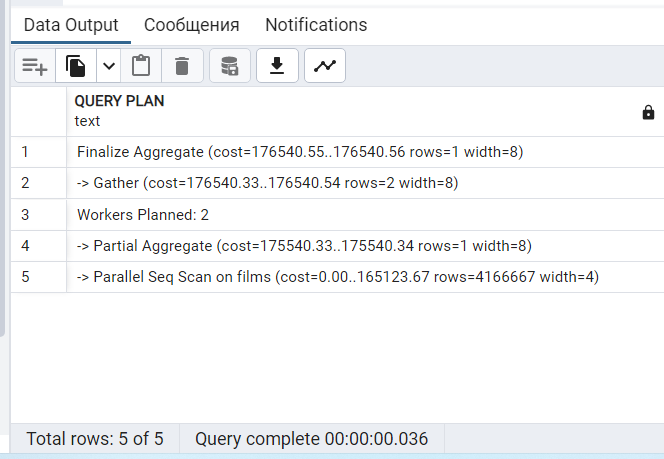 Data Output Сообщения Notifications
QUERY PLAN
text
1 Finalize Aggregate (cost=176540.55..176540.56 rows=1 width=8)
2 -> Gather (cost=176540.33..176540.54 rows=2 width=8)
3 Workers Planned: 2
4 -> Partial Aggregate (cost=175540.33..175540.34 rows=1 width=8)
5 -> Parallel Seq Scan on films (cost=0.00..165123.67 rows=4166667 width=4)
Total rows: 5 of 5 Query complete 00:00:00.036